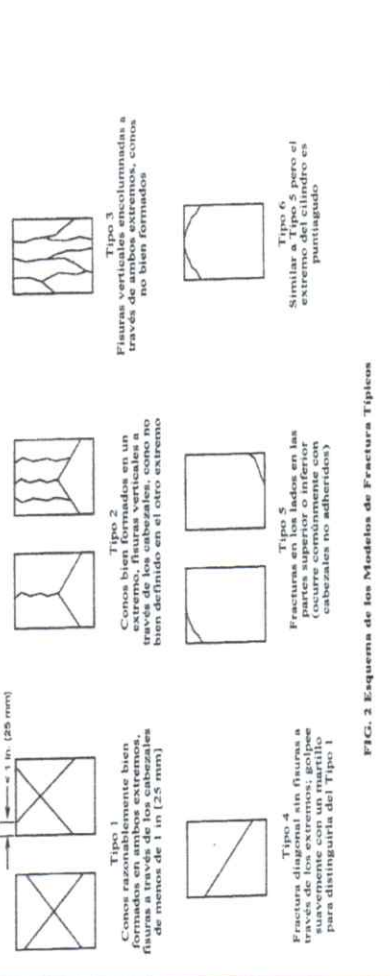 < 1 in. (25 mm)
Tipo 1
Conos razonablemente bien
formados en ambos extremos,
fisuras a través de los cabezales
de menos de 1 in [25 mm]
Tipo 2
Conos bien formados en un
extremo, fisuras verticales a
través de los cabezales, cono no
bien definido en el otro extremo
Tipo 3
Fisuras verticales encolumnadas a
través de ambos extremos, conos
no bien formados
Tipo 4
Fractura diagonal sin fisuras a
través de los extremos; golpee
suavemente con un martillo
para distinguirla del Tipo 1
Tipo 5
Fracturas en los lados en las
partes superior o inferior
(ocurre comúnmente con
cabezales no adheridos)
Tipo 6
Similar a Tipo 5 pero el
extremo del cilindro es
puntiagudo
FIG. 2 Esquema de los Modelos de Fractura Típicos